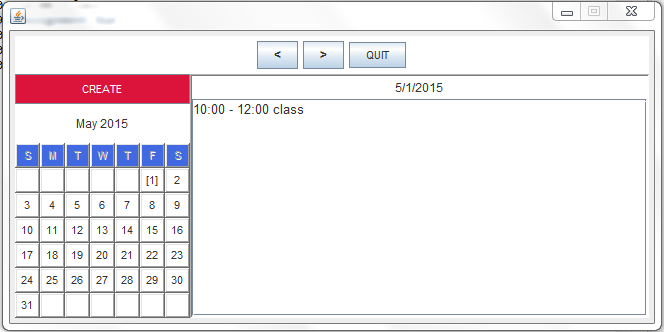 < > QUIT
CREATE
5/1/2015
May 2015
10:00 - 12:00 class
S M T W T F S
[1] 2
3 4 5 6 7 8 9
10 11 12 13 14 15 16
17 18 19 20 21 22 23
24 25 26 27 28 29 30
31